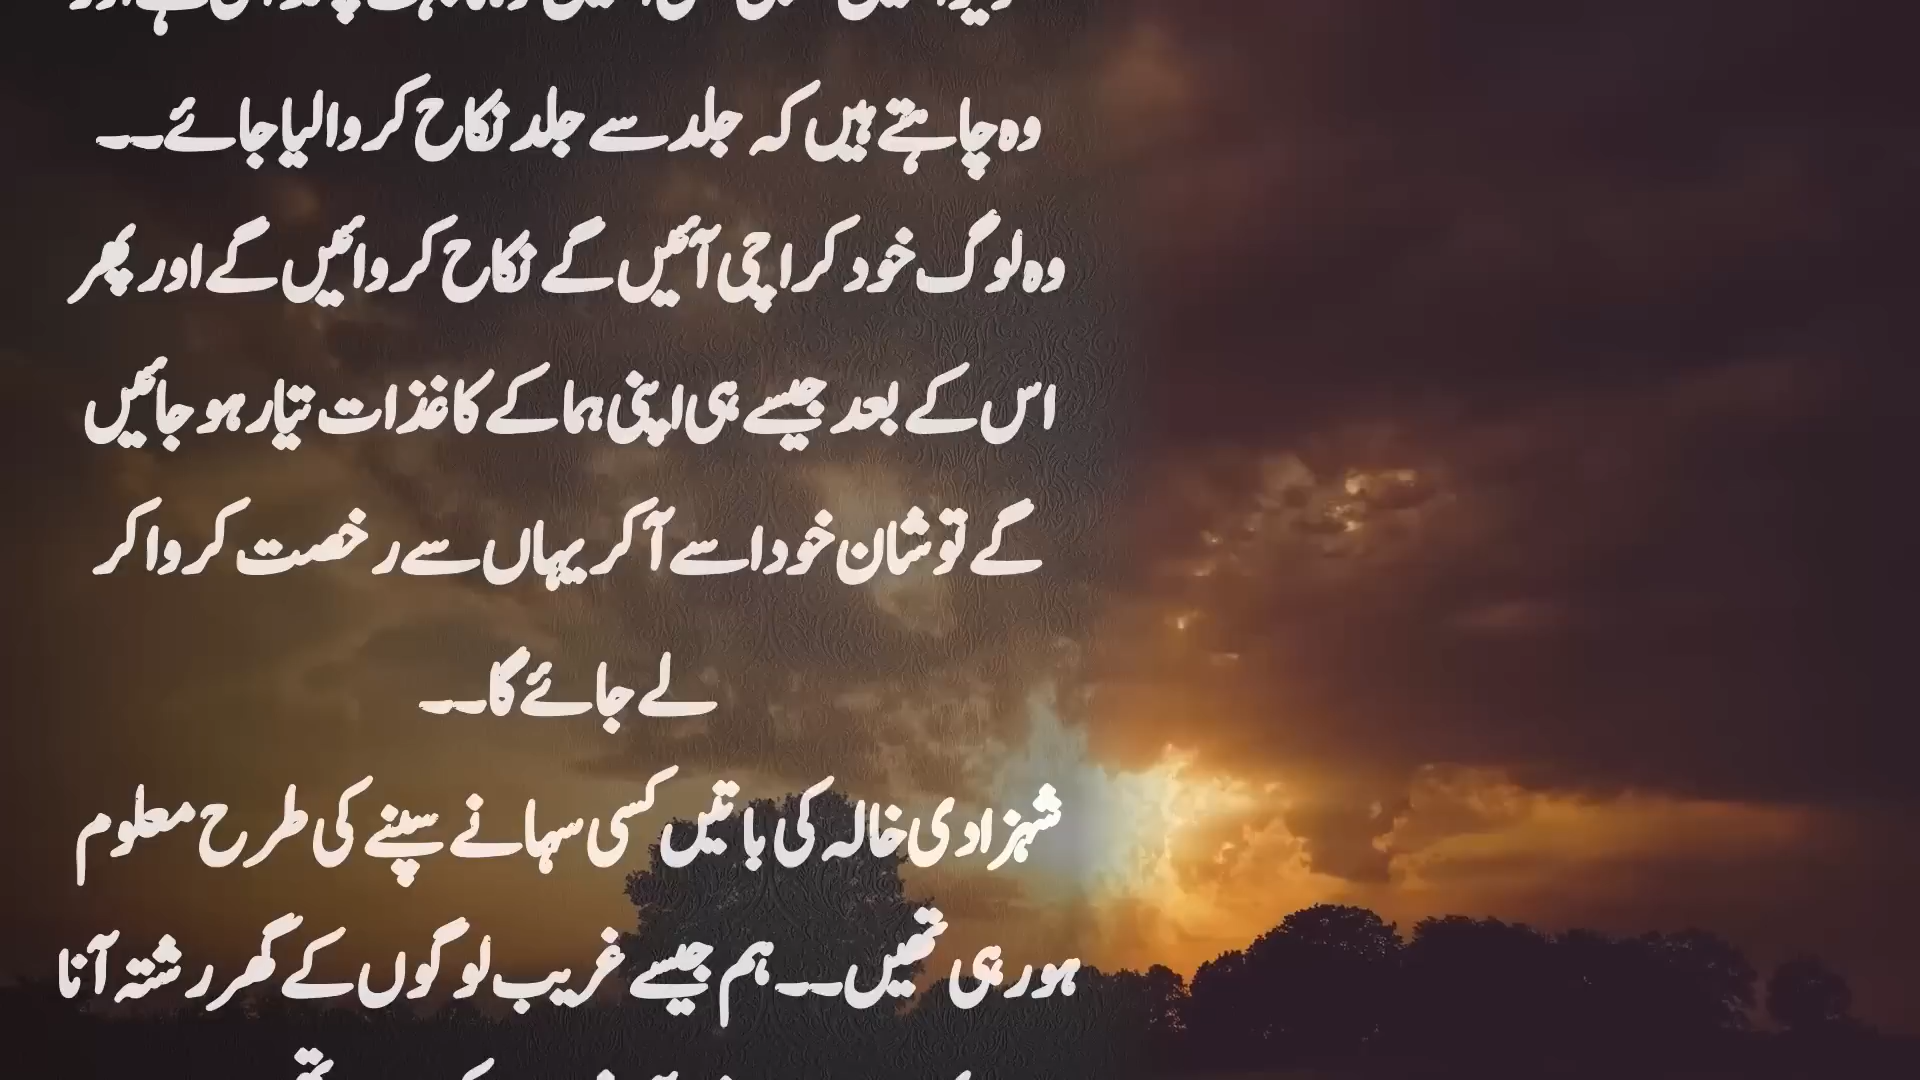 وہ چاہتے ہیں کہ جلد سے جلد نکاح کروا لیا جائے۔۔
وہ لوگ خود کراچی آئیں گے نکاح کروائیں گے اور پھر
اس کے بعد جیسے ہی اپنی ہما کے کاغذات تیار ہو جائیں
گے تو شان خود اسے آکر یہاں سے رخصت کروا کر
لے جائے گا۔۔
شہزادی خالہ کی باتیں کسی سہانے سپنے کی طرح معلوم
ہو رہی تھیں۔۔ ہم جیسے غریب لوگوں کے گھر رشتہ آنا